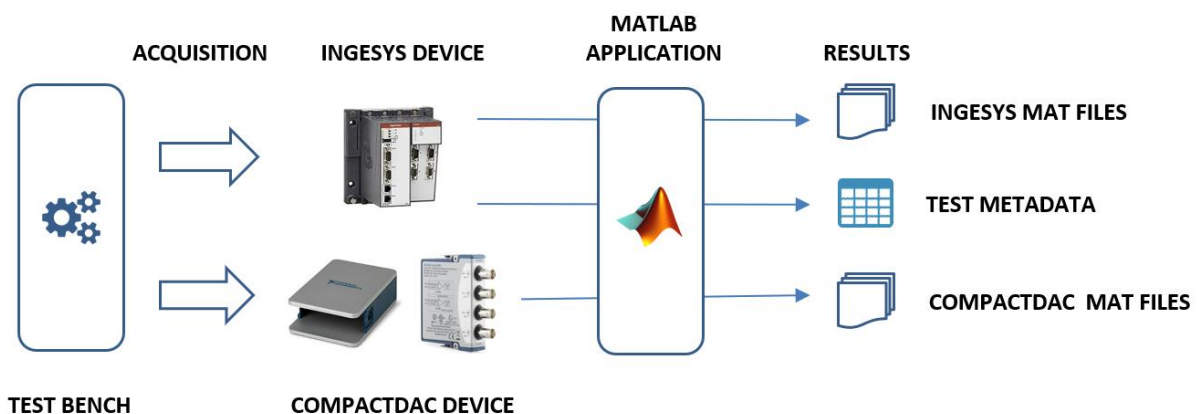 MATLAB
ACQUISITION
INGESYS DEVICE
APPLICATION
RESULTS
INGESYS MAT FILES
TEST METADATA
COMPACTDAC MAT FILES
TEST BENCH
COMPACTDAC DEVICE